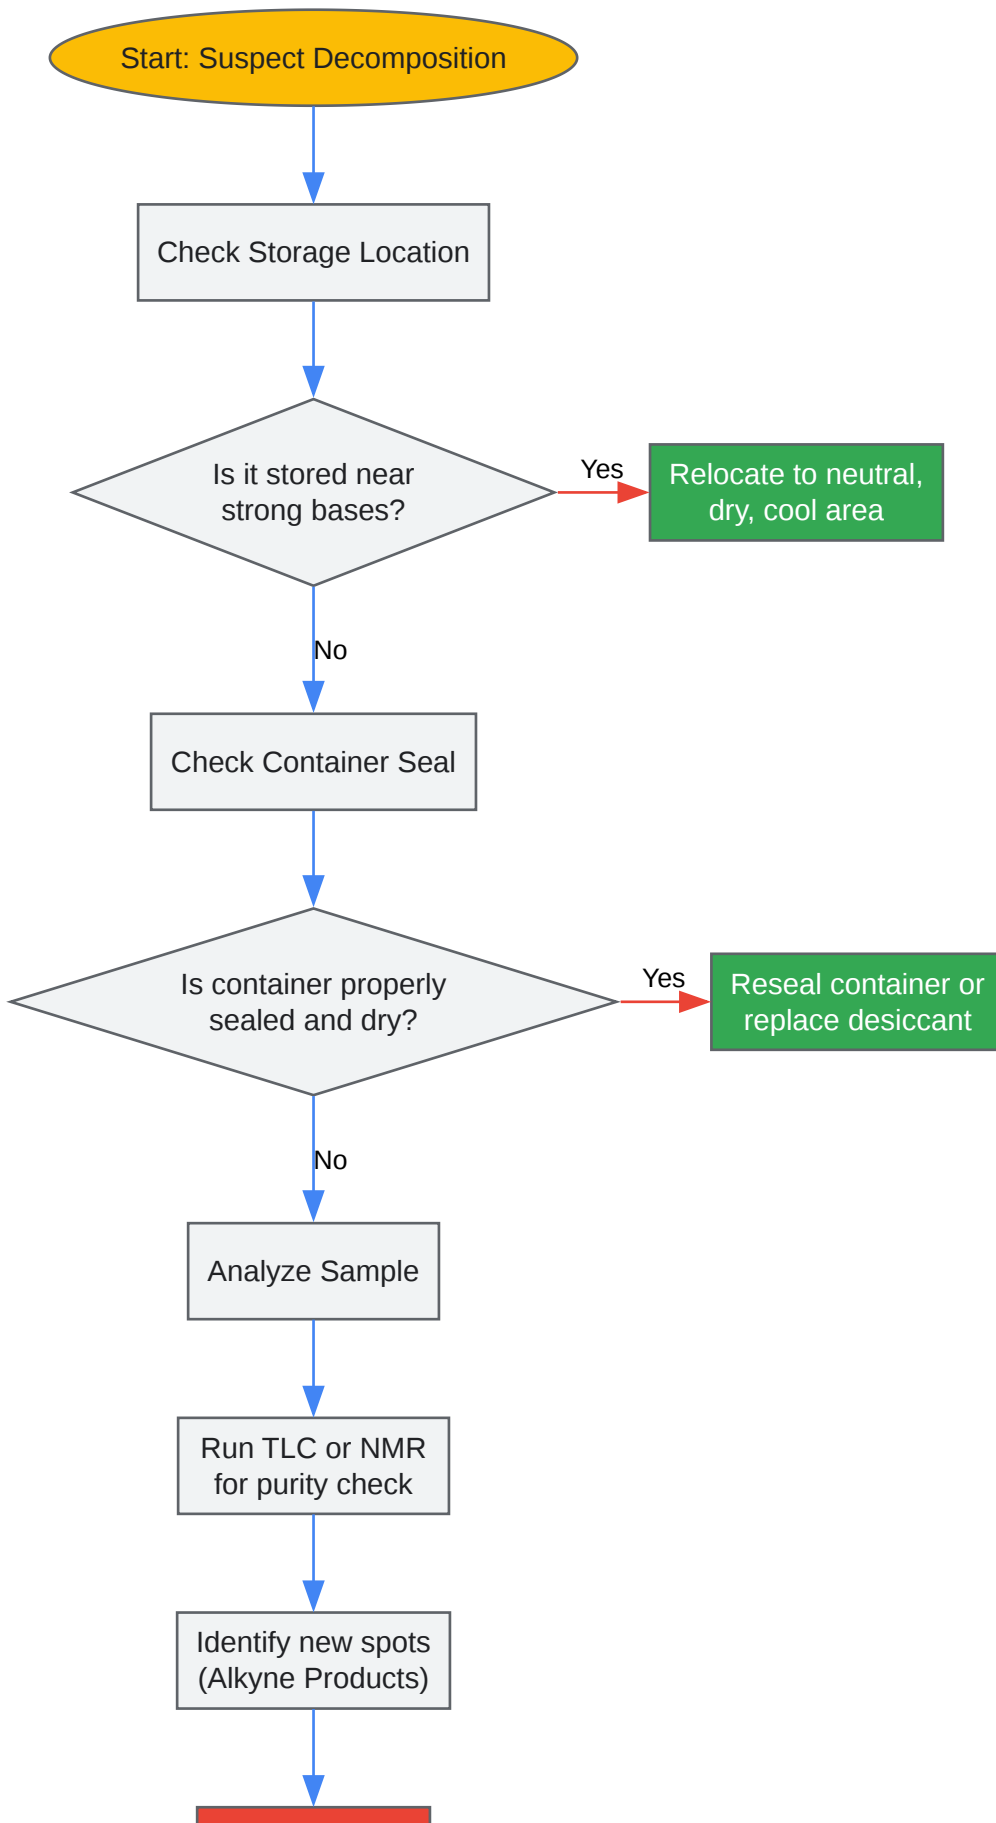 Start: Suspect Decomposition
Check Storage Location
Is it stored near
strong bases?
Yes
Relocate to neutral,
dry, cool area
No
Check Container Seal
Is container properly
sealed and dry?
Yes
Reseal container or
replace desiccant
No
Analyze Sample
Run TLC or NMR
for purity check
Identify new spots
(Alkyne Products)